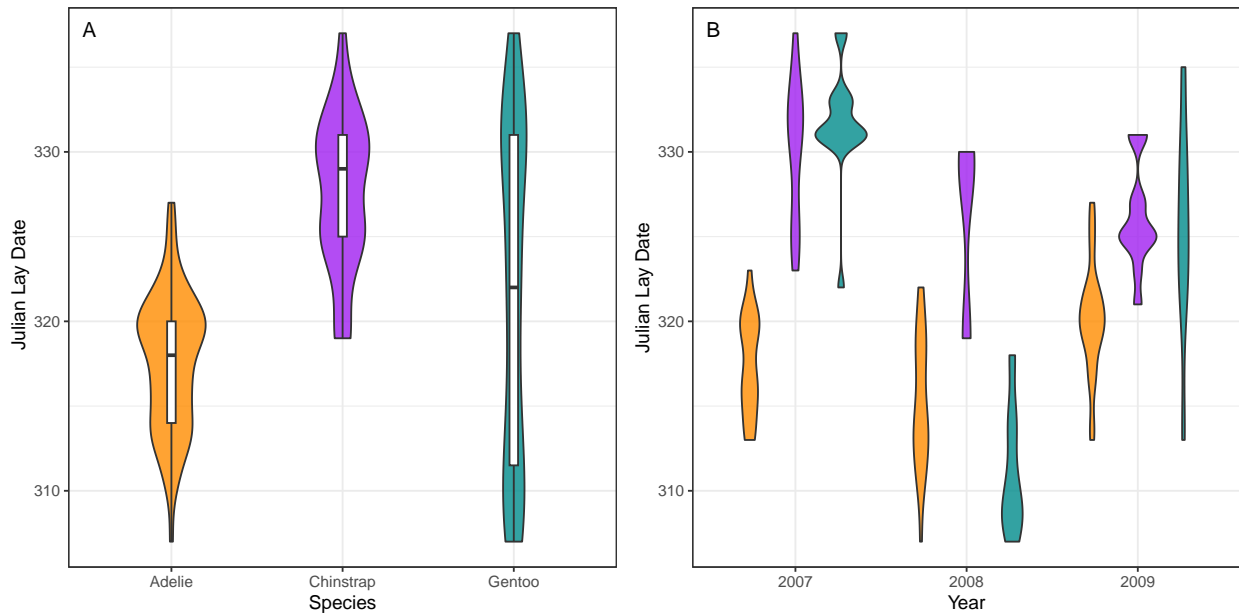 A
Julian Lay Date
330
320
310
Adelie Chinstrap Gentoo
Species
B
Julian Lay Date
330
320
310
2007 2008 2009
Year